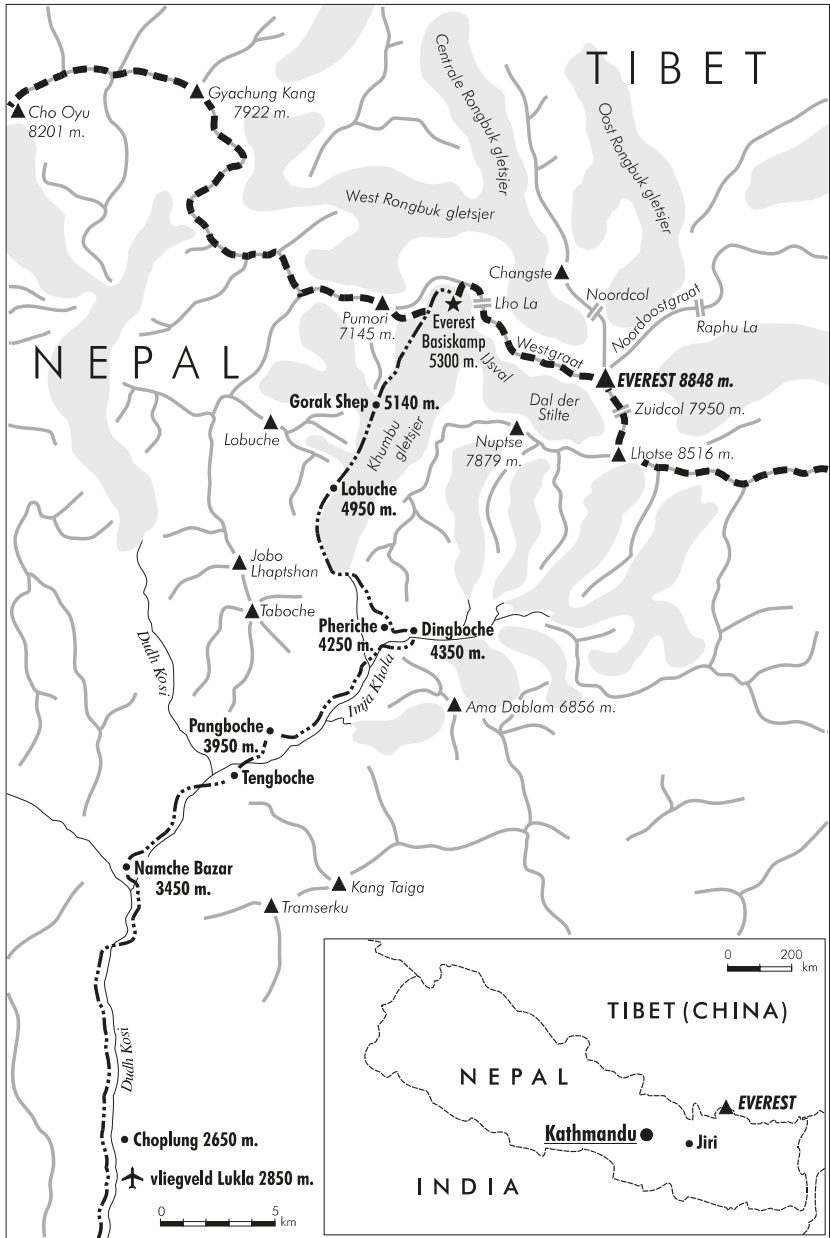 TIBET
Centrale Rongbuk gletsjer
Oost Rongbuk gletsjer
Gyachung Kang
7922 m.
Cho Oyu
8201 m.
West Rongbuk gletsjer
Changste
Noordcol
Noordoostgraat
Raphu La
Lho La
Pumori
7145 m.
Everest
Basiskamp
5300 m.
IJsval
Westgraat
NEPAL
EVEREST 8848 m.
Dal der
Stilte
Zuidcol 7950 m.
Gorak Shep
5140 m.
Lobuche
Khumbu
gletsjer
Nuptse
7879 m.
Lhotse 8516 m.
Lobuche
4950 m.
Jobo
Lhaptshan
Taboche
Pheriche
4250 m.
Dingboche
4350 m.
Dudh Kosi
Imja Khola
Ama Dablam 6856 m.
Pangboche
3950 m.
Tengboche
Namche Bazar
3450 m.
Kang Taiga
Tramserku
Dudh Kosi
Choplung 2650 m.
vliegveld Lukla 2850 m.
0 5
km
0 200
km
TIBET (CHINA)
NEPAL
EVEREST
Kathmandu
Jiri
INDIA